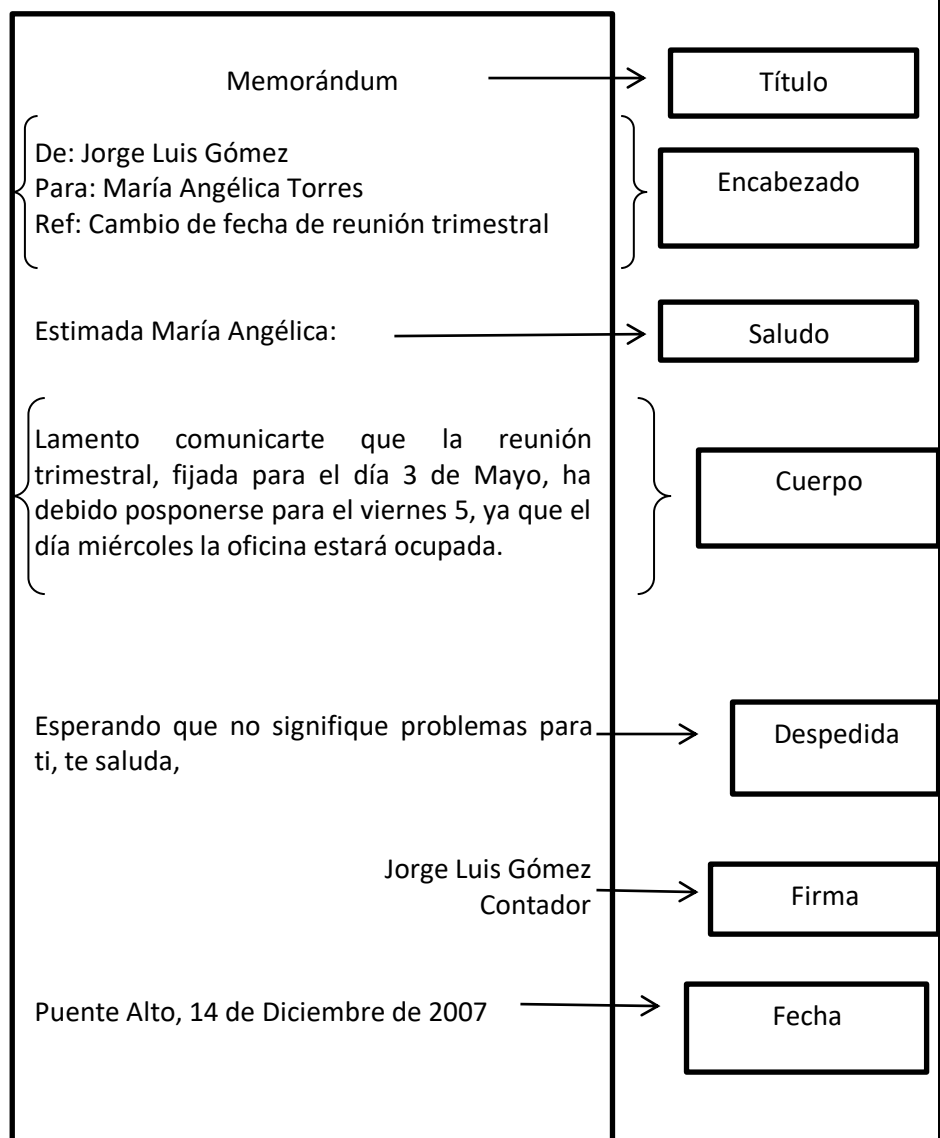 Memorándum
Título
De: Jorge Luis Gómez
Para: María Angélica Torres
Ref: Cambio de fecha de reunión trimestral
Encabezado
Estimada María Angélica:
Saludo
Lamento comunicarte que la reunión
trimestral, fijada para el día 3 de Mayo, ha
debido posponerse para el viernes 5, ya que el
día miércoles la oficina estará ocupada.
Cuerpo
Esperando que no signifique problemas para
ti, te saluda,
Despedida
Jorge Luis Gómez
Contador
Firma
Puente Alto, 14 de Diciembre de 2007
Fecha